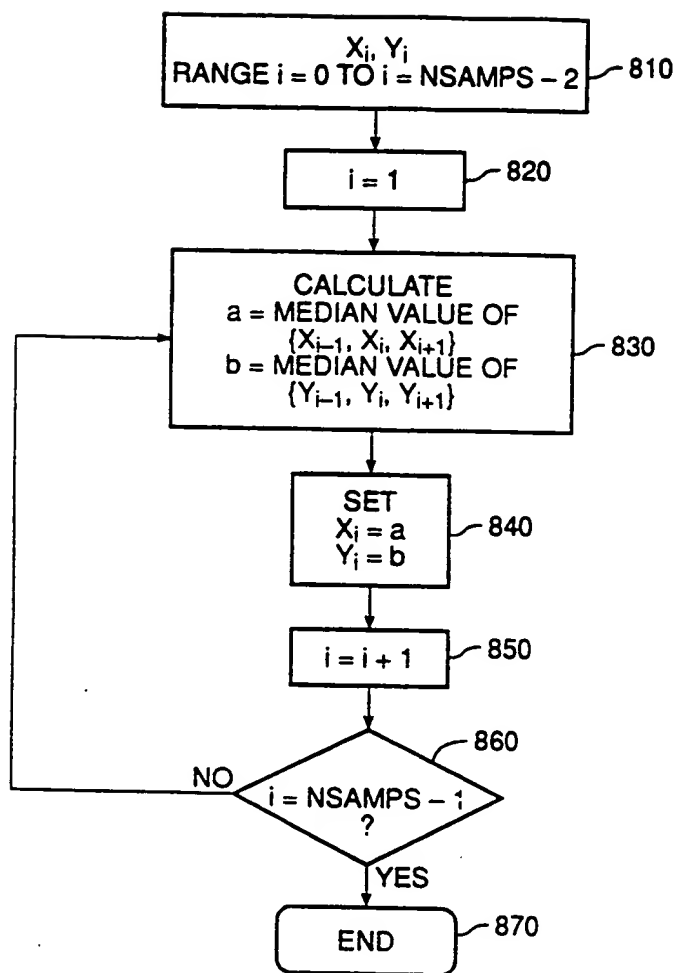 Xi, Yi
RANGE i = 0 TO i = NSAMPS – 2
810
i = 1
820
CALCULATE
a = MEDIAN VALUE OF
{Xi–1, Xi, Xi+1}
b = MEDIAN VALUE OF
{Yi–1, Yi, Yi+1}
830
SET
Xi = a
Yi = b
840
i = i + 1
850
860
NO
i = NSAMPS – 1
?
YES
END
870